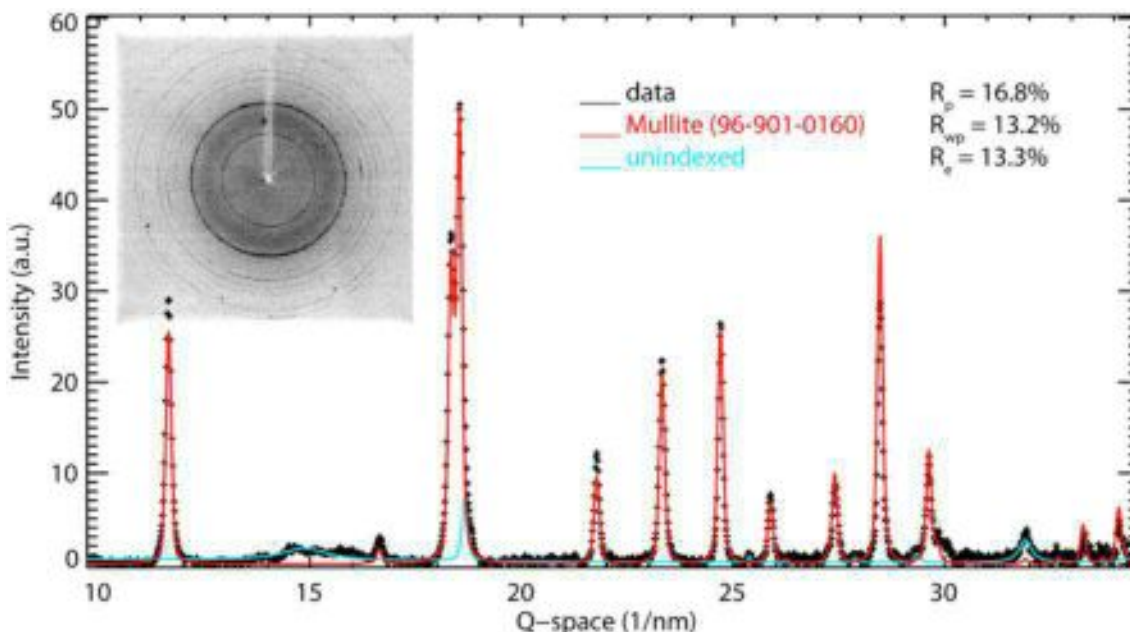 60
50
40
30
20
10
0
Intensity (a.u.)
data
Mullite (96-901-0160)
unindexed
Rp = 16.8%
Rwp = 13.2%
Re = 13.3%
10 15 20 25 30
Q-space (1/nm)